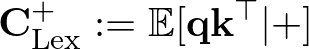 𝐂⁺_Lex := 𝔼[𝐪𝐤^⊤|+]